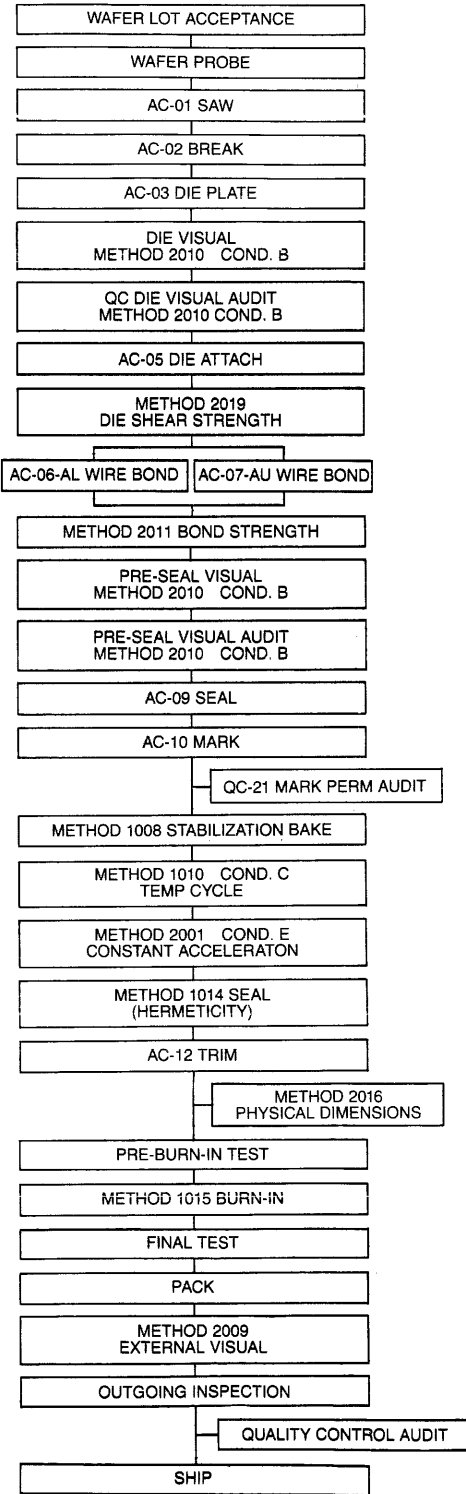 WAFER LOT ACCEPTANCE
WAFER PROBE
AC-01 SAW
AC-02 BREAK
AC-03 DIE PLATE
DIE VISUAL
METHOD 2010 COND. B
QC DIE VISUAL AUDIT
METHOD 2010 COND. B
AC-05 DIE ATTACH
METHOD 2019
DIE SHEAR STRENGTH
AC-06-AL WIRE BOND
AC-07-AU WIRE BOND
METHOD 2011 BOND STRENGTH
PRE-SEAL VISUAL
METHOD 2010 COND. B
PRE-SEAL VISUAL AUDIT
METHOD 2010 COND. B
AC-09 SEAL
AC-10 MARK
QC-21 MARK PERM AUDIT
METHOD 1008 STABILIZATION BAKE
METHOD 1010 COND. C
TEMP CYCLE
METHOD 2001 COND. E
CONSTANT ACCELERATON
METHOD 1014 SEAL
(HERMETICITY)
AC-12 TRIM
METHOD 2016
PHYSICAL DIMENSIONS
PRE-BURN-IN TEST
METHOD 1015 BURN-IN
FINAL TEST
PACK
METHOD 2009
EXTERNAL VISUAL
OUTGOING INSPECTION
QUALITY CONTROL AUDIT
SHIP